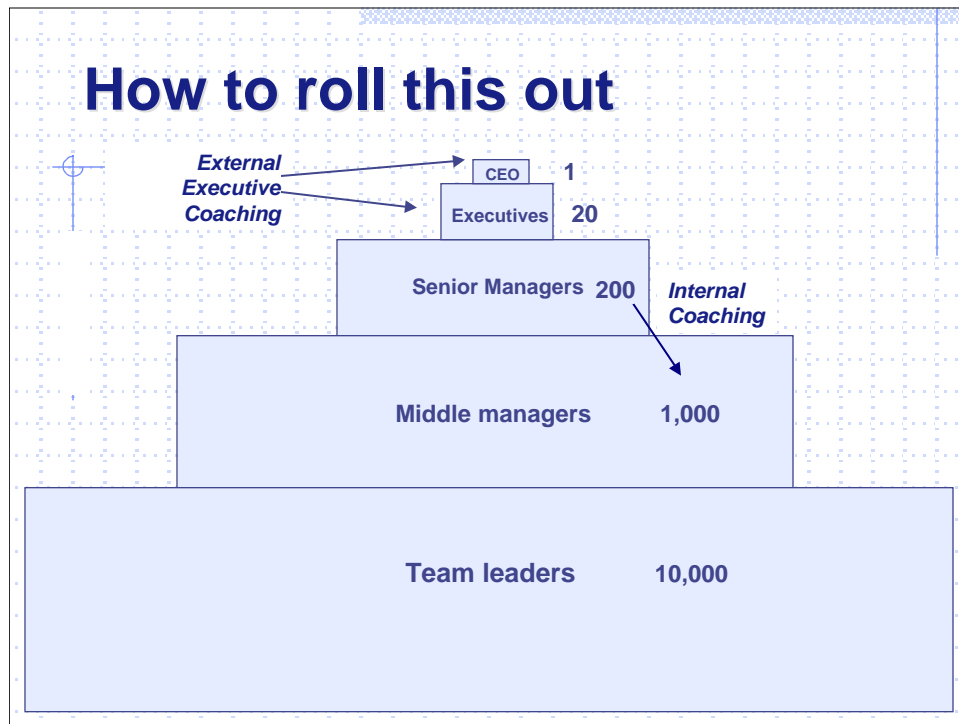 How to roll this out
External
Executive
Coaching
CEO 1
Executives 20
Senior Managers 200
Internal
Coaching
Middle managers 1,000
Team leaders 10,000